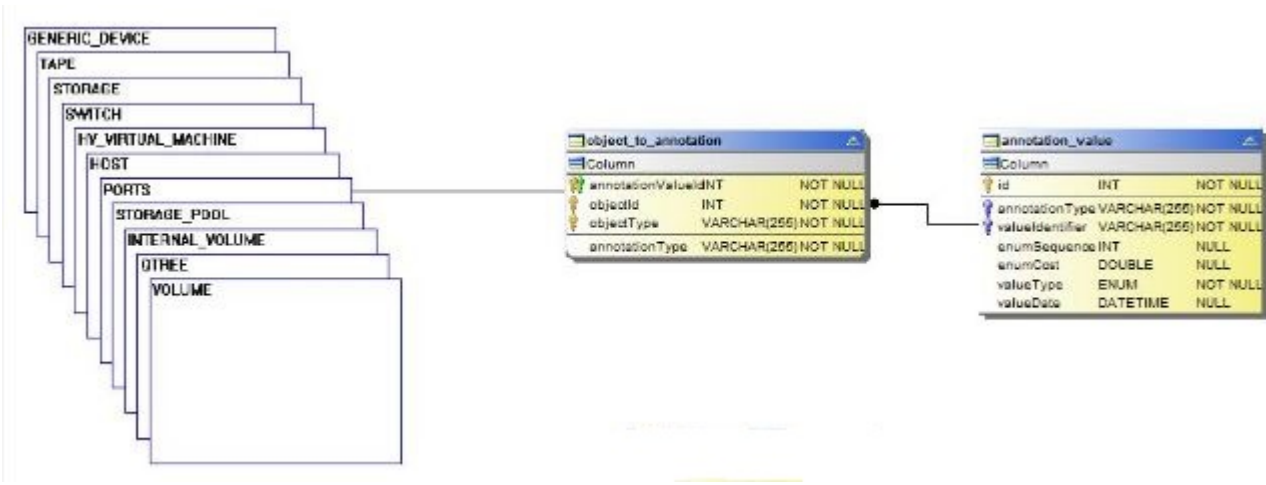 GENERIC_DEVICE
TAPE
STORAGE
SWITCH
HV_VIRTUAL_MACHINE
HOST
PORTS
STORAGE_POOL
INTERNAL_VOLUME
QTREE
VOLUME
object_to_annotation
Column
annotationValueId INT NOT NULL
objectId INT NOT NULL
objectType VARCHAR(255) NOT NULL
annotationType VARCHAR(255) NOT NULL
annotation_value
Column
id INT NOT NULL
annotationType VARCHAR(255) NOT NULL
valueIdentifier VARCHAR(255) NOT NULL
enumSequence INT NULL
enumCost DOUBLE NULL
valueType ENUM NOT NULL
valueDate DATETIME NULL